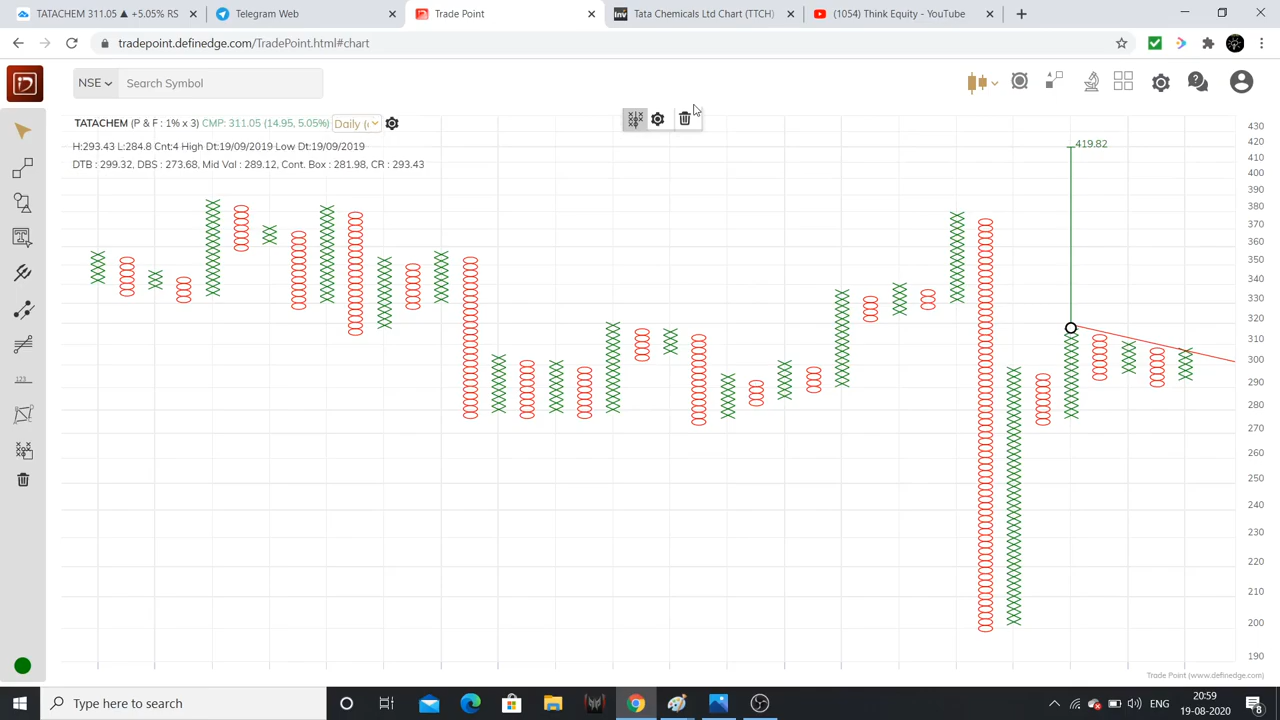 TATACHEM 311.05 ▲ +5.05% RS
Telegram Web
Trade Point
Tata Chemicals Ltd Chart (TTCH)
(1054) Think Equity - YouTube
tradepoint.definedge.com/TradePoint.html#chart
NSE
Search Symbol
TATACHEM (P & F : 1% x 3) CMP: 311.05 (14.95, 5.05%)
Daily (
H:293.43 L:284.8 Cnt:4 High Dt:19/09/2019 Low Dt:19/09/2019
DTB : 299.32, DBS : 273.68, Mid Val : 289.12, Cont. Box : 281.98, CR : 293.43
419.82
430
420
410
400
390
380
370
360
350
340
330
320
310
300
290
280
270
260
250
240
230
220
210
200
190
123
Trade Point (www.definedge.com)
Type here to search
ENG
20:59
19-08-2020
8